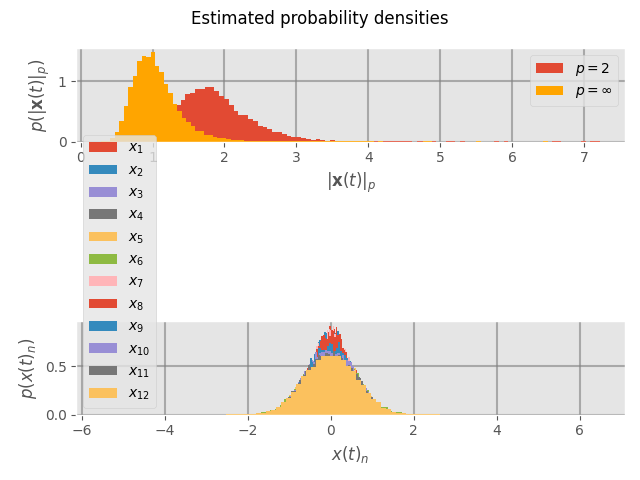 Estimated probability densities
p(|x(t)|ₚ)
1
0
p = 2
p = ∞
0 1 2 3 4 5 6 7
|x(t)|ₚ
x₁
x₂
x₃
x₄
x₅
x₆
x₇
x₈
x₉
x₁₀
x₁₁
x₁₂
p(x(t)ₙ)
0.5
0.0
−6 −4 −2 0 2 4 6
x(t)ₙ